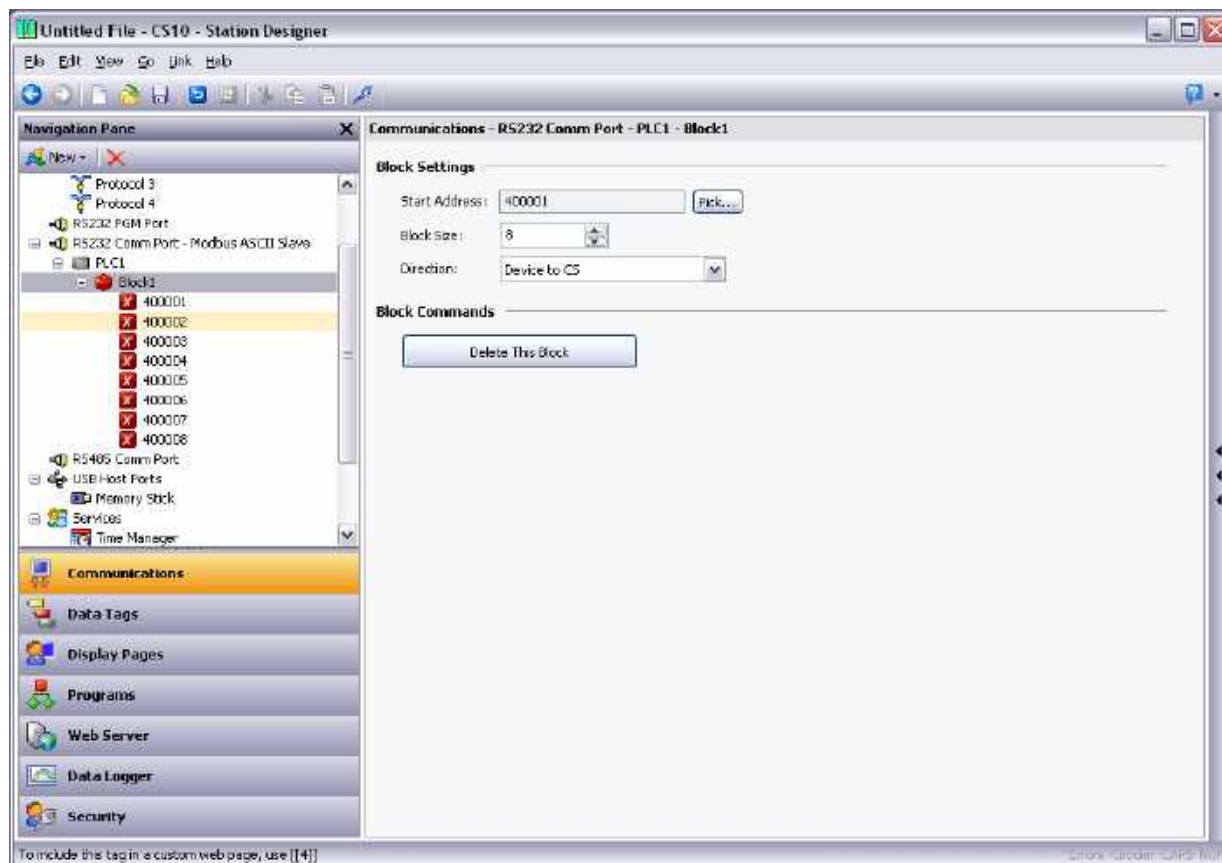 Untitled File - CS10 - Station Designer
File Edit View Go Link Help
Navigation Pane
New
Protocol 3
Protocol 4
RS232 PGM Port
RS232 Comm Port - Modbus ASCII Slave
PLC1
Block1
400001
400002
400003
400004
400005
400006
400007
400008
RS485 Comm Port
USB Host Ports
Memory Stick
Services
Time Manager
Communications
Data Tags
Display Pages
Programs
Web Server
Data Logger
Security
Communications - RS232 Comm Port - PLC1 - Block1
Block Settings
Start Address: 400001 Pick...
Block Size: 8
Direction: Device to CS
Block Commands
Delete This Block
To include this tag in a custom web page, use [[4]]